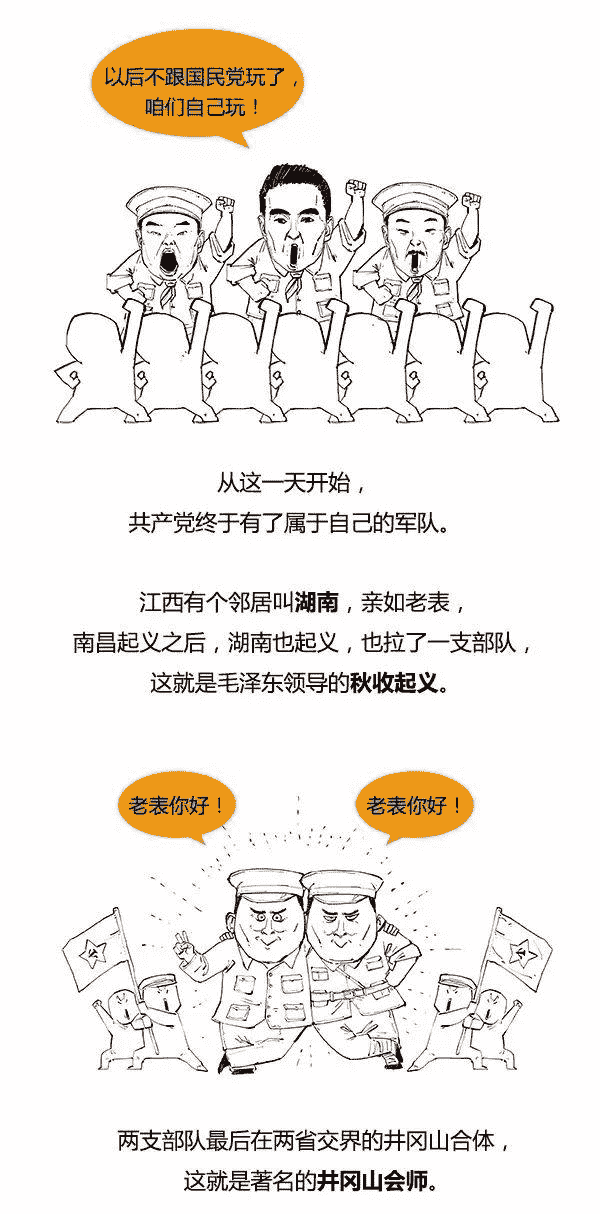 以后不跟国民党玩了，
咱们自己玩！
从这一天开始，
共产党终于有了属于自己的军队。
江西有个邻居叫湖南，亲如老表，
南昌起义之后，湖南也起义，也拉了一支部队，
这就是毛泽东领导的秋收起义。
老表你好！
老表你好！
两支部队最后在两省交界的井冈山合体，
这就是著名的井冈山会师。